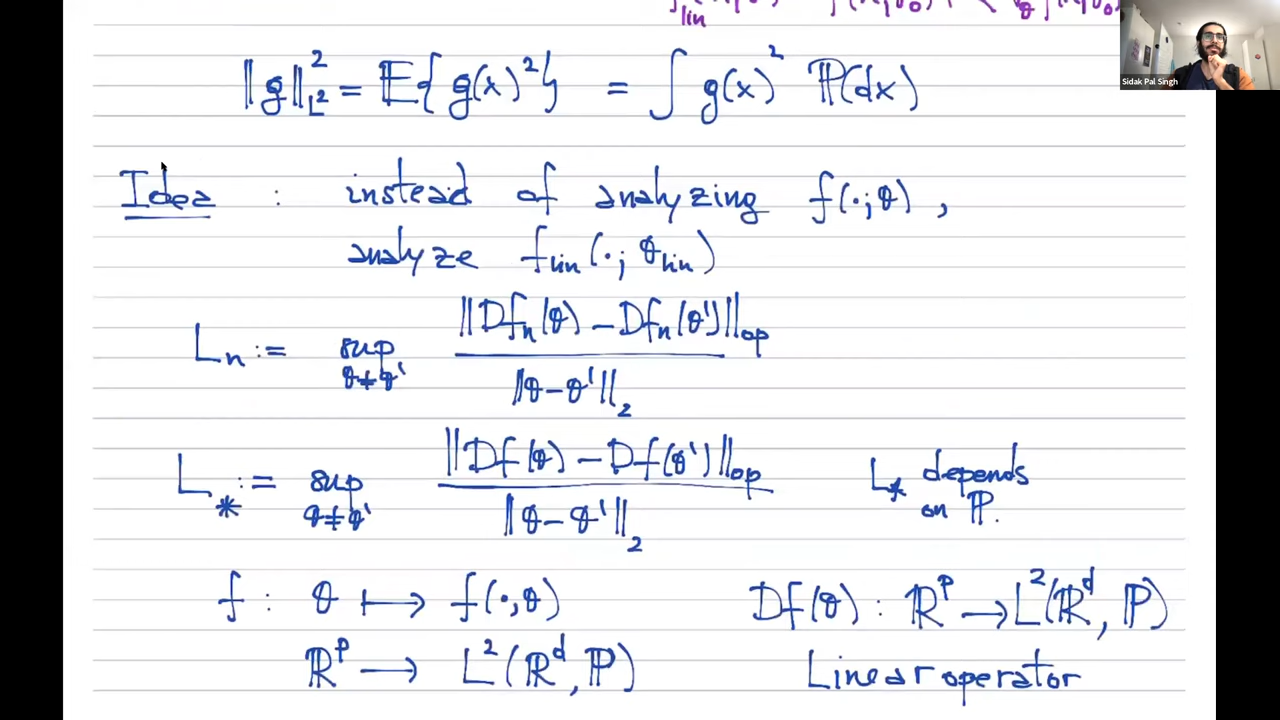 Sidak Pal Singh
‖g‖²_{L²} = 𝔼{g(x)²} = ∫ g(x)² ℙ(dx)
Idea : instead of analyzing f(·;θ),
analyze f_lin(·; θ_lin)
L_n := sup_{θ≠θ'} ‖Df_n(θ) − Df_n(θ')‖_op / ‖θ−θ'‖_2
L_* := sup_{θ≠θ'} ‖Df(θ) − Df(θ')‖_op / ‖θ−θ'‖_2
L_* depends
on ℙ.
f : θ ↦ f(·,θ)
ℝ^p → L²(ℝ^d, ℙ)
Df(θ) : ℝ^p → L²(ℝ^d, ℙ)
Linear operator